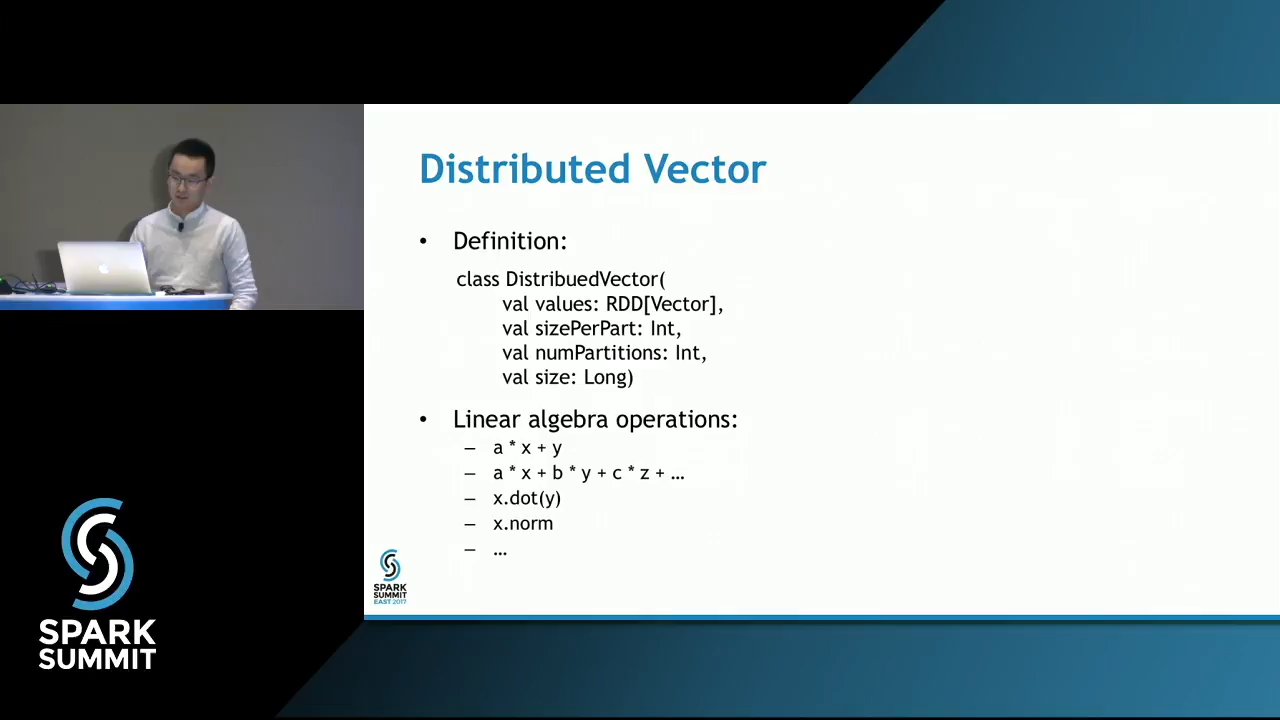 Distributed Vector
• Definition:
class DistribuedVector(
val values: RDD[Vector],
val sizePerPart: Int,
val numPartitions: Int,
val size: Long)
• Linear algebra operations:
– a * x + y
– a * x + b * y + c * z + …
– x.dot(y)
– x.norm
– …
SPARK
SUMMIT
EAST 2017
SPARK
SUMMIT